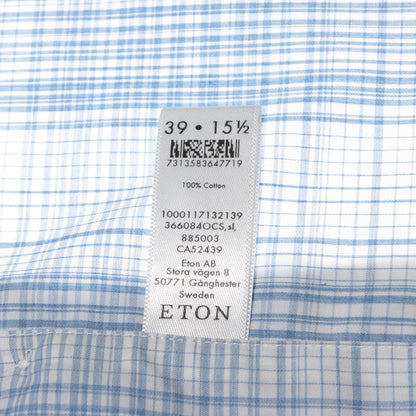 39 • 15½
7313583647719
100% Cotton
1000117132139
366084OCS,sl,
885003
CA52439
Eton AB
Stora vägen 8
50771 Gånghester
Sweden
ETON